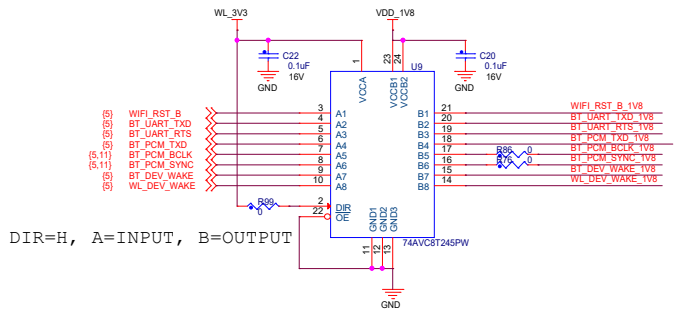 WL_3V3
VDD_1V8
C22
0.1uF
16V
GND
C20
0.1uF
16V
GND
1
23
24
U9
VCCA
VCCB1
VCCB2
{5} WIFI_RST_B 3 A1 B1 21 WIFI_RST_B_1V8
{5} BT_UART_TXD 4 A2 B2 20 BT_UART_TXD_1V8
{5} BT_UART_RTS 5 A3 B3 19 BT_UART_RTS_1V8
{5} BT_PCM_TXD 6 A4 B4 18 BT_PCM_TXD_1V8
{5,11} BT_PCM_BCLK 7 A5 B5 17 R86 0 BT_PCM_BCLK_1V8
{5,11} BT_PCM_SYNC 8 A6 B6 16 R76 0 BT_PCM_SYNC_1V8
{5} BT_DEV_WAKE 9 A7 B7 15 BT_DEV_WAKE_1V8
{5} WL_DEV_WAKE 10 A8 B8 14 WL_DEV_WAKE_1V8
R99
0
2 DIR
22 OE
GND1
GND2
GND3
DIR=H, A=INPUT, B=OUTPUT
74AVC8T245PW
11
12
13
GND